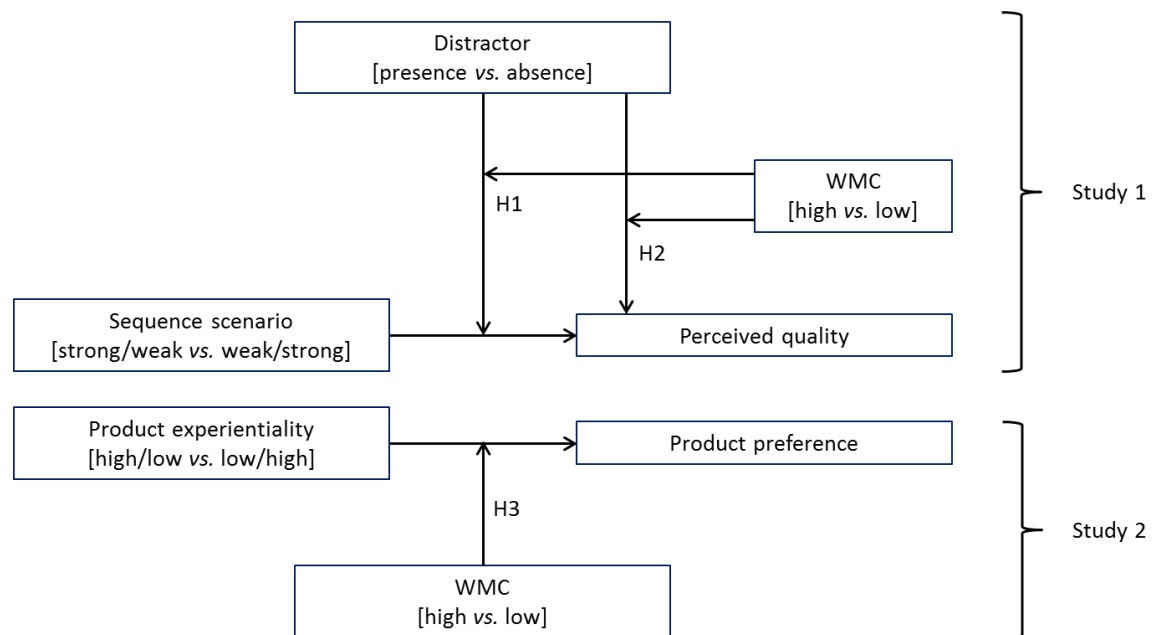 Distractor
[presence vs. absence]
WMC
[high vs. low]
Study 1
H1
H2
Sequence scenario
[strong/weak vs. weak/strong]
Perceived quality
Product experientiality
[high/low vs. low/high]
Product preference
H3
Study 2
WMC
[high vs. low]